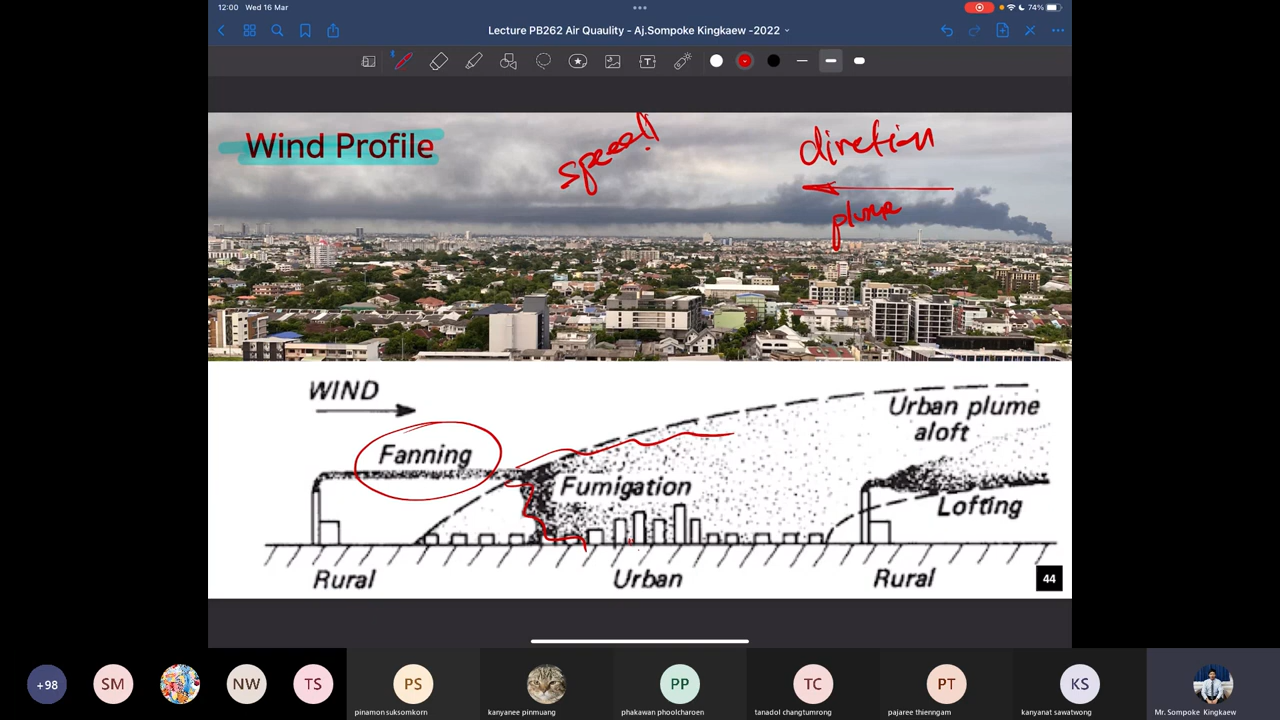 12:00 Wed 16 Mar
74%
Lecture PB262 Air Quaulity - Aj.Sompoke Kingkaew -2022
Wind Profile
speed!!
direction
plume
WIND
Fanning
Fumigation
Urban plume
aloft
Lofting
Rural
Urban
Rural
44
+98
SM
NW
TS
PS
PP
TC
PT
KS
pinamon suksomkorn
kanyanee pinmuang
phakawan phoolcharoen
tanadol changtumrong
pajaree thienngam
kanyanat sawatwong
Mr. Sompoke Kingkaew